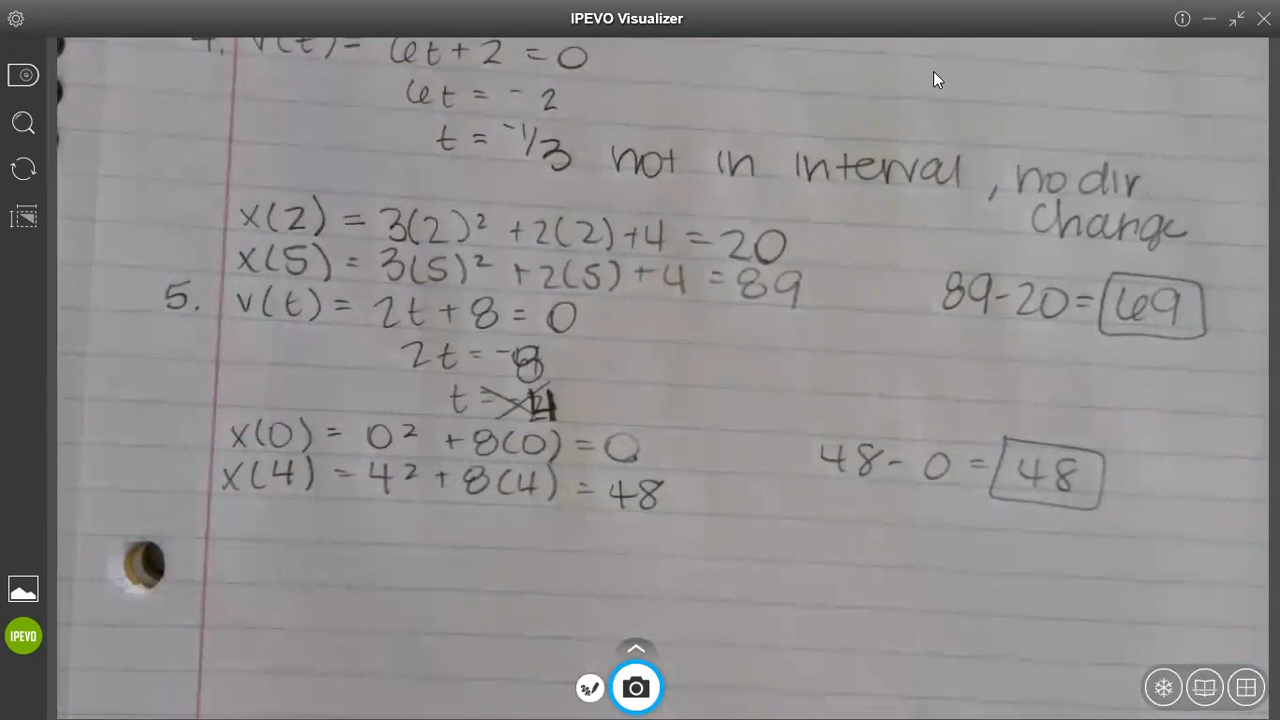 IPEVO Visualizer
4. v(t) = 6t + 2 = 0
6t = -2
t = -1/3 not in interval, no dir change
x(2) = 3(2)² + 2(2) + 4 = 20
x(5) = 3(5)² + 2(5) + 4 = 89
89 - 20 = 69
5. v(t) = 2t + 8 = 0
2t = -8
t = -4
x(0) = 0² + 8(0) = 0
x(4) = 4² + 8(4) = 48
48 - 0 = 48
IPEVO